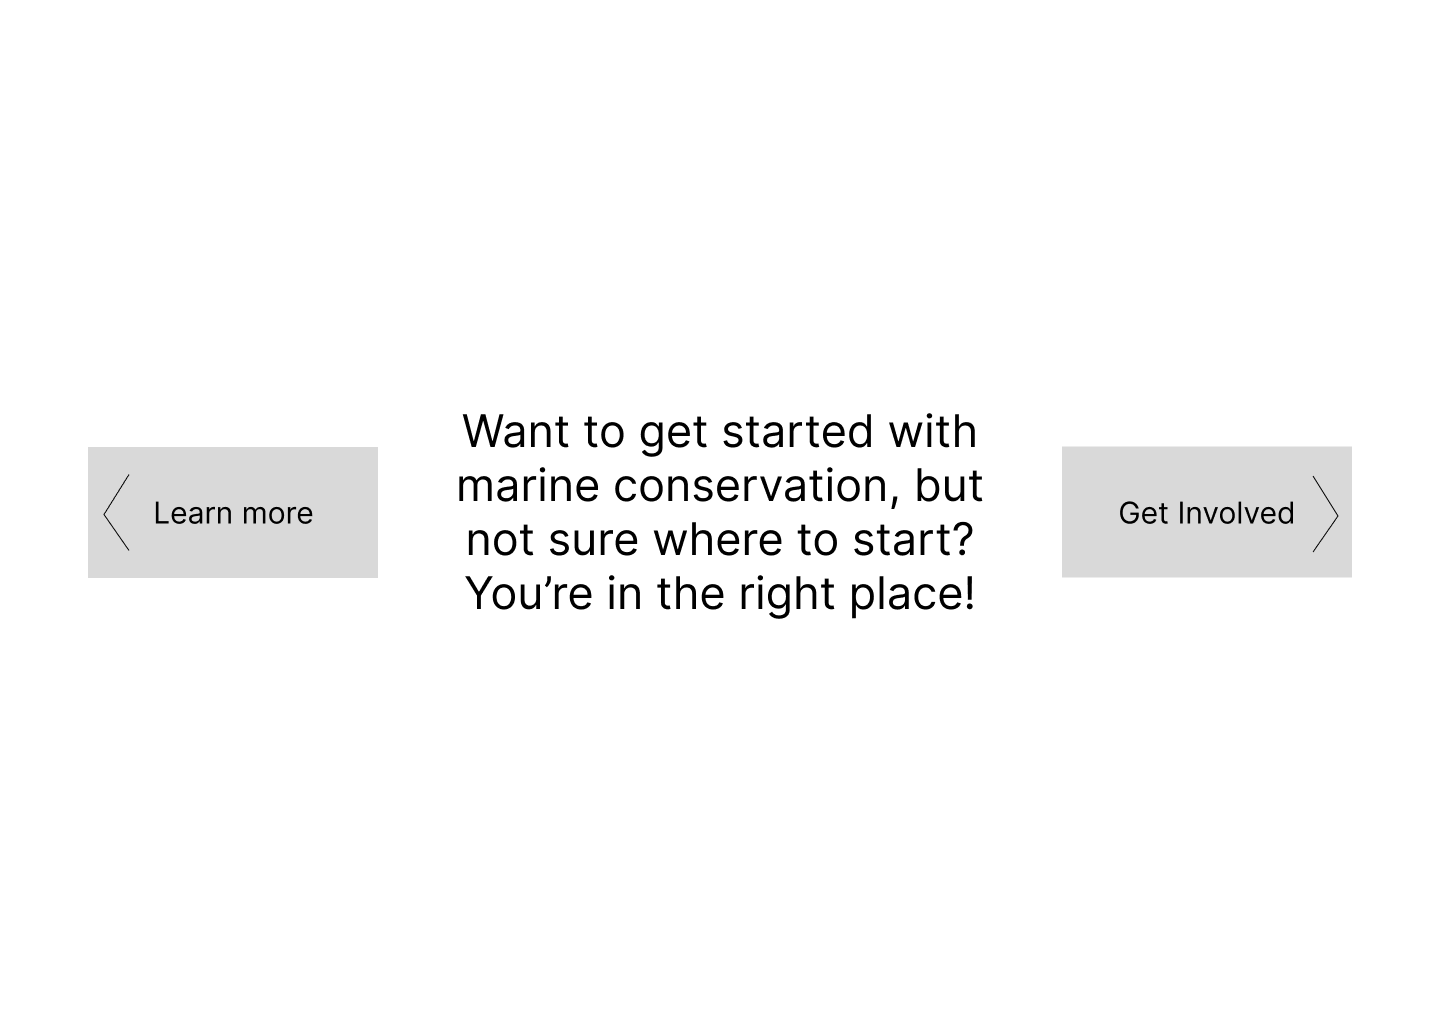 Want to get started with
marine conservation, but
not sure where to start?
You’re in the right place!
Learn more
Get Involved